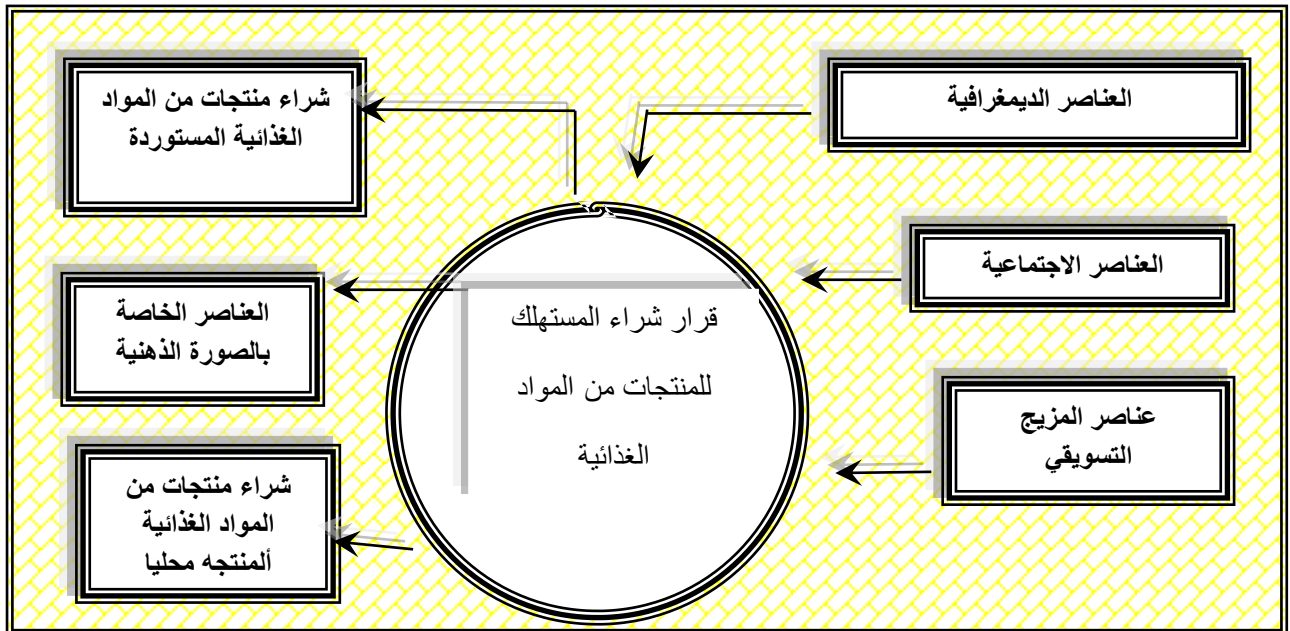 العناصر الديمغرافية
شراء منتجات من المواد
الغذائية المستوردة
العناصر الاجتماعية
العناصر الخاصة
بالصورة الذهنية
قرار شراء المستهلك
للمنتجات من المواد
الغذائية
عناصر المزيج
التسويقي
شراء منتجات من
المواد الغذائية
ألمنتجه محليا